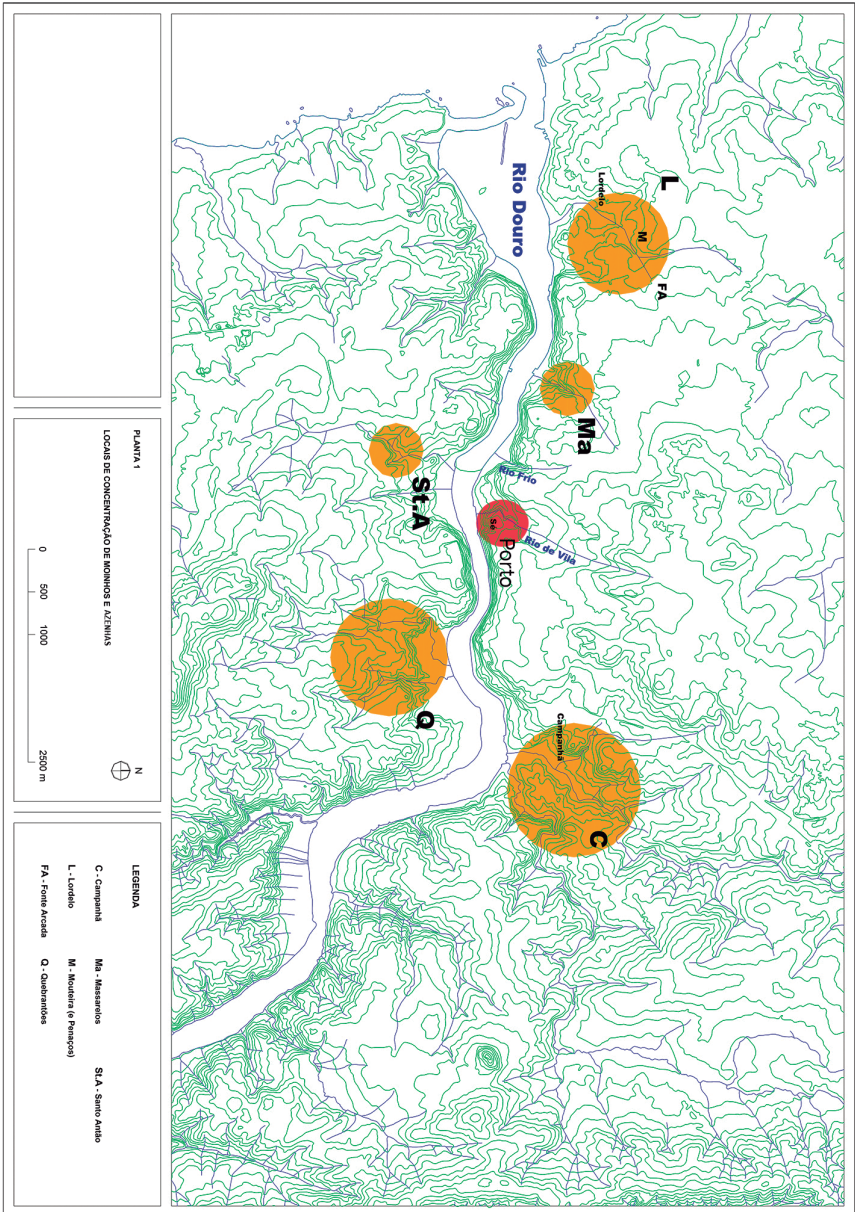 L
Lordelo
M
FA
Rio Douro
Ma
Rio Frio
St.A
Sé
Porto
Rio de Vila
Q
Campanhã
C
PLANTA 1
LOCAIS DE CONCENTRAÇÃO DE MOINHOS E AZENHAS
0 500 1000 2500 m
N
LEGENDA
C - Campanhã Ma - Massarelos St.A - Santo Antão
L - Lordelo M - Mouteira (e Penaços)
FA - Fonte Arcada Q - Quebrantões